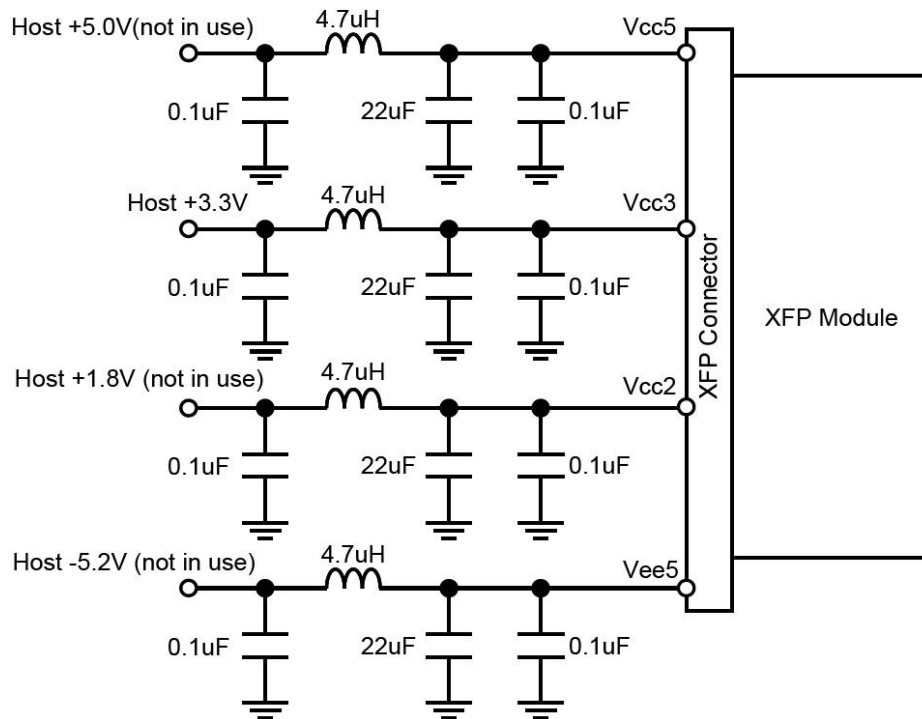 Host +5.0V(not in use)
4.7uH
Vcc5
0.1uF
22uF
0.1uF
Host +3.3V
4.7uH
Vcc3
0.1uF
22uF
0.1uF
Host +1.8V (not in use)
4.7uH
Vcc2
0.1uF
22uF
0.1uF
Host -5.2V (not in use)
4.7uH
Vee5
0.1uF
22uF
0.1uF
XFP Connector
XFP Module